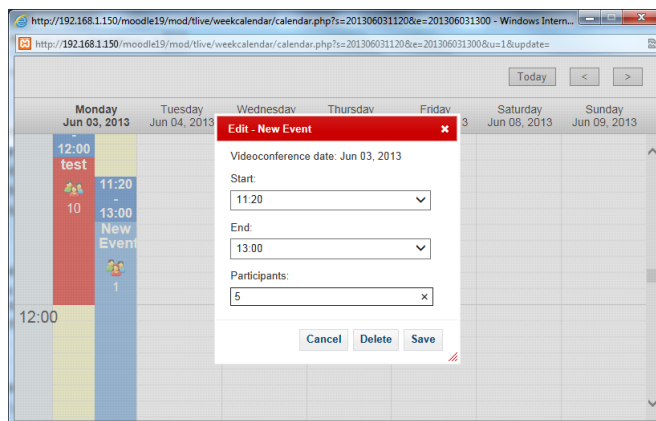 http://192.168.1.150/moodle19/mod/tlive/weekcalendar/calendar.php?s=201306031120&e=201306031300 - Windows Intern...
http://192.168.1.150/moodle19/mod/tlive/weekcalendar/calendar.php?s=201306031120&e=201306031300&u=1&update=
Today < >
Monday Tuesday Wednesday Thursday Friday Saturday Sunday
Jun 03, 2013 Jun 04, 2013 3 Jun 08, 2013 Jun 09, 2013
-
12:00
test
10
11:20
-
13:00
New
Event
1
12:00
Edit - New Event
Videoconference date: Jun 03, 2013
Start:
11:20
End:
13:00
Participants:
5
Cancel Delete Save